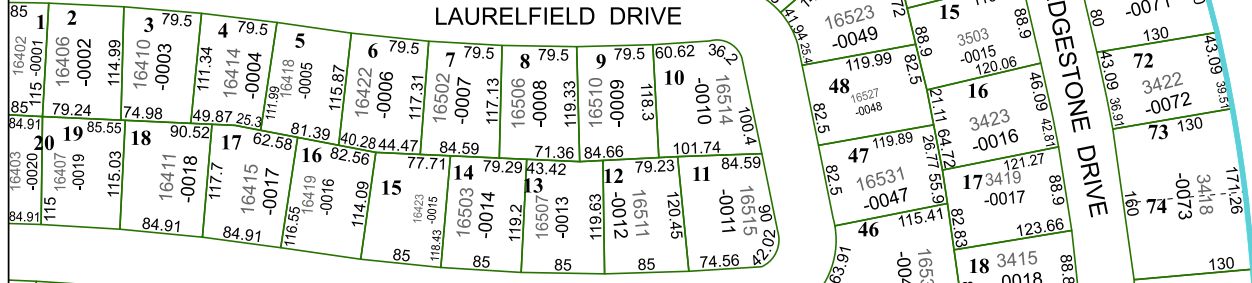 LAURELFIELD DRIVE
DGESTONE DRIVE
85 1 16402 -0001 115 85
2 16406 -0002 114.99 79.24
3 79.5 16410 -0003 111.34 74.98
4 79.5 16414 -0004 111.99 49.87 25.3
5 16418 -0005 115.87 81.39
6 79.5 16422 -0006 117.31 40.28 44.47
7 79.5 16502 -0007 117.13 84.59
8 79.5 16506 -0008 119.33 71.36
9 79.5 16510 -0009 118.3 84.66
60.62 36.2 10 16514 -0010 100.4 101.74
84.91 20 16403 -0020 115 84.91
19 85.55 16407 -0019 115.03
18 90.52 16411 -0018 117.7 84.91
17 62.58 16415 -0017 116.55 84.91
16 82.56 16419 -0016 114.09
77.71 15 16423 -0015 118.43 85
14 79.29 16503 -0014 119.2 85
43.42 13 16507 -0013 119.63 85
12 79.23 16511 -0012 120.45 85
84.59 11 16515 -0011 90 42.02 74.56
41.94 25.4 16523 -0049 72 119.99
48 16527 -0048 82.5 82.5 119.89
47 16531 -0047 82.5 26.77 55.9 115.41
46 63.91
15 3503 -0015 88.9 88.9 120.06
16 3423 -0016 21.11 64.72 46.09 42.81 121.27
17 3419 -0017 88.9 82.83 123.66
18 3415 -0018 88.8
80 -0071 130
72 3422 -0072 43.09 36.91 43.09 39.51
73 130
74 -0073 3418 160 171.26 130